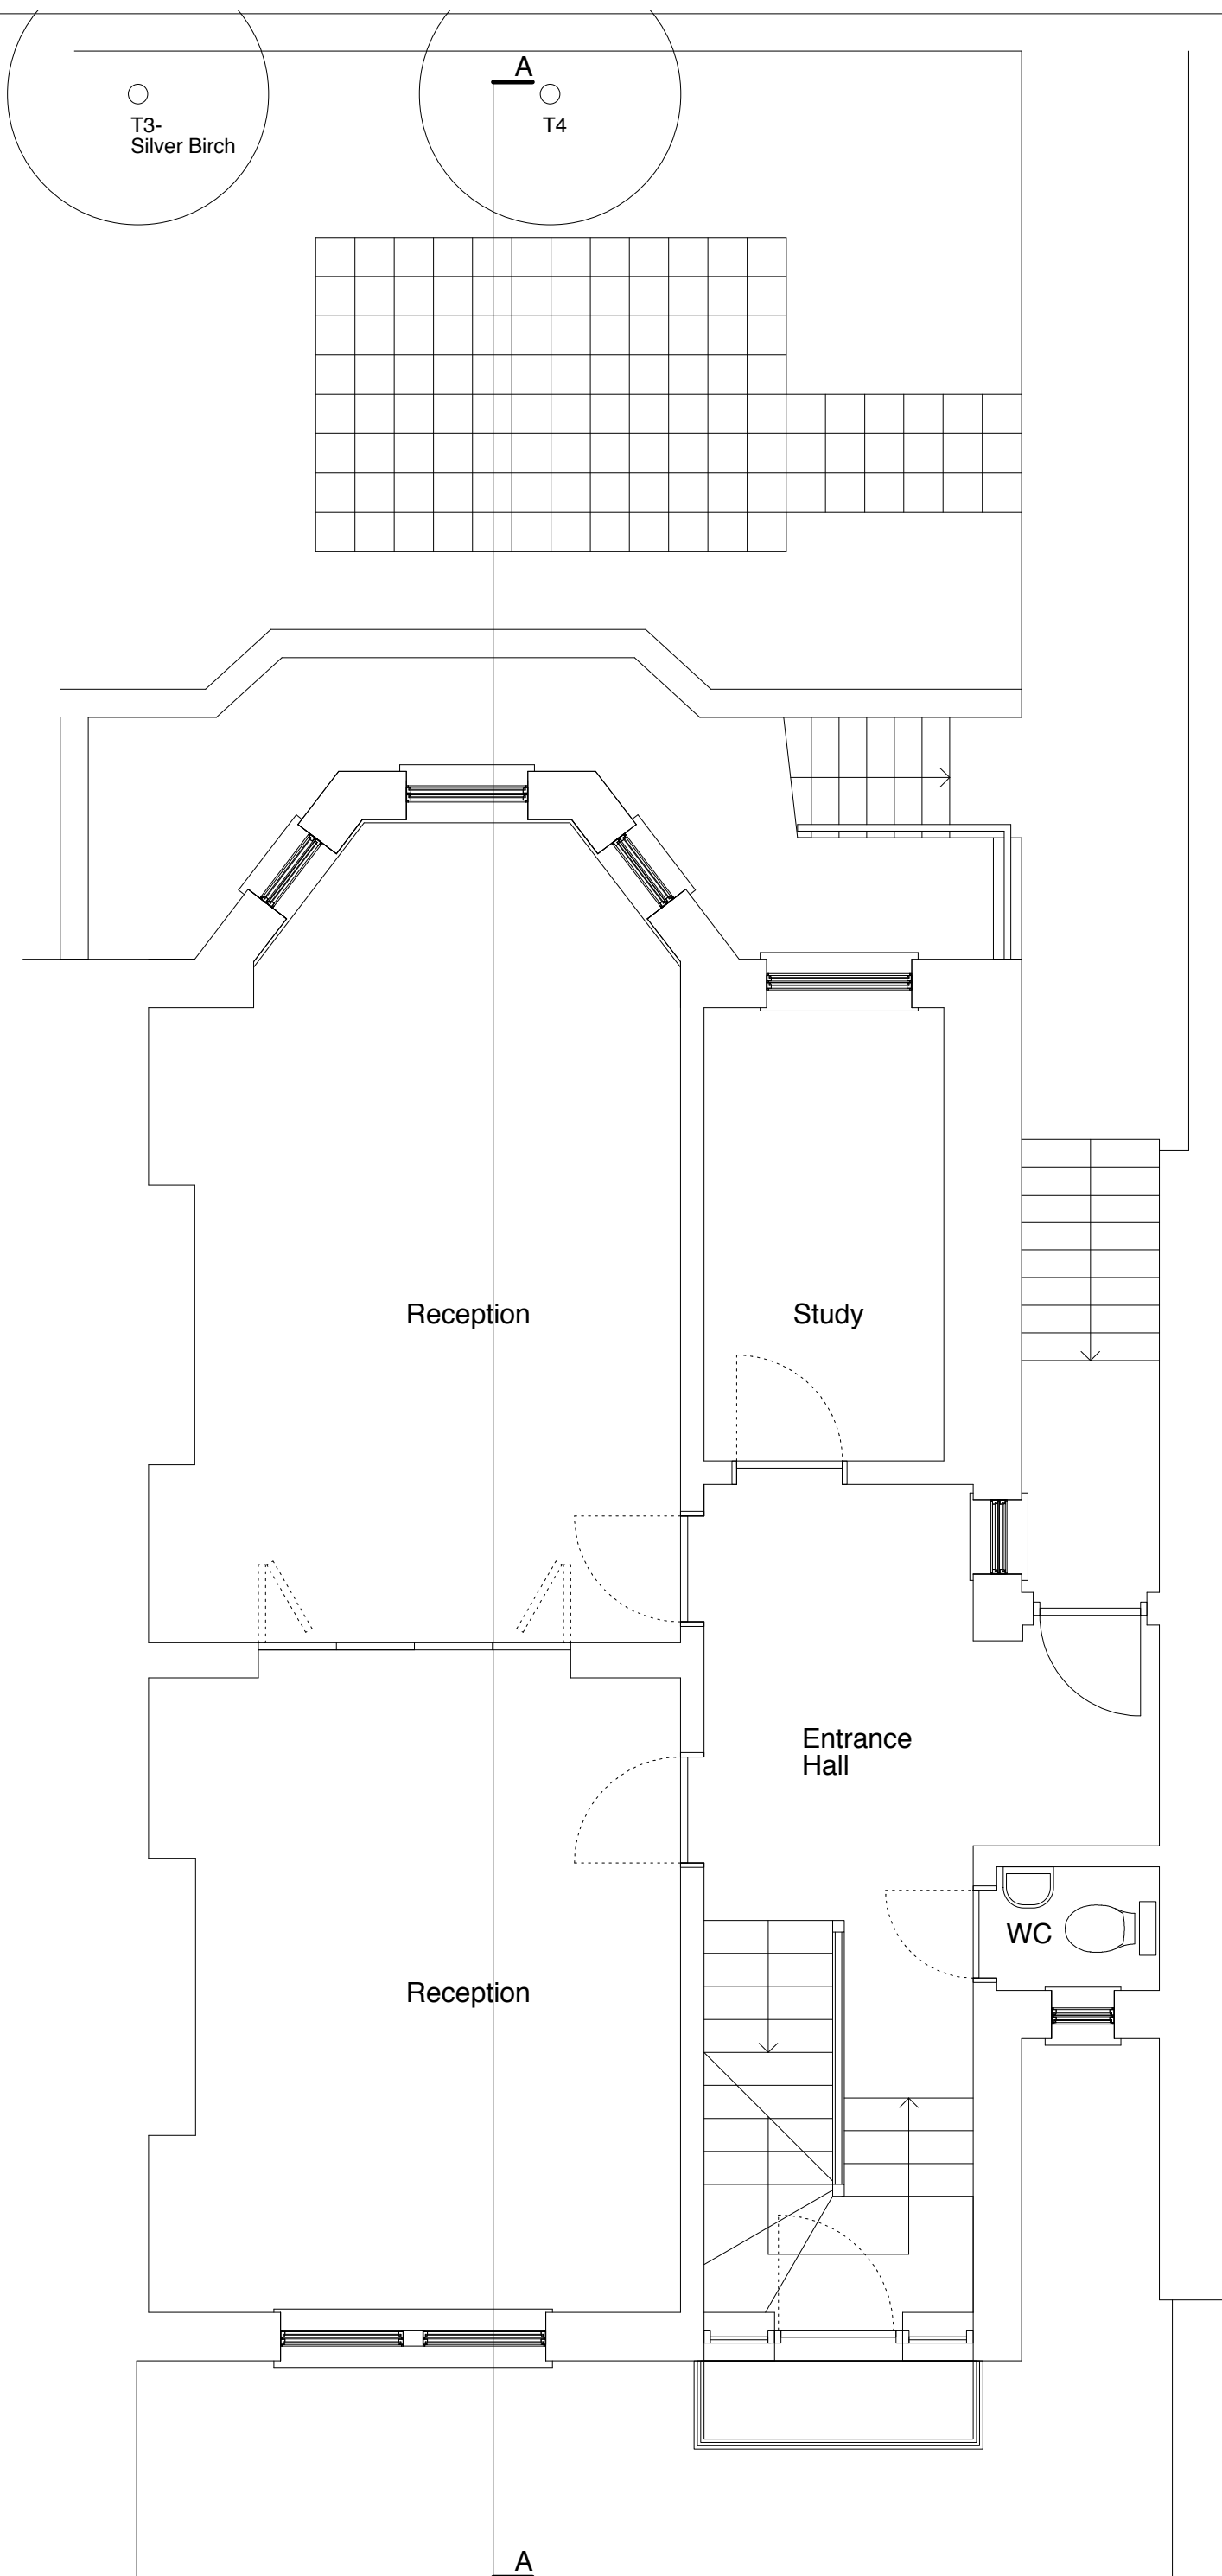 A
T3-
Silver Birch
T4
Reception
Study
Entrance
Hall
WC
Reception
A